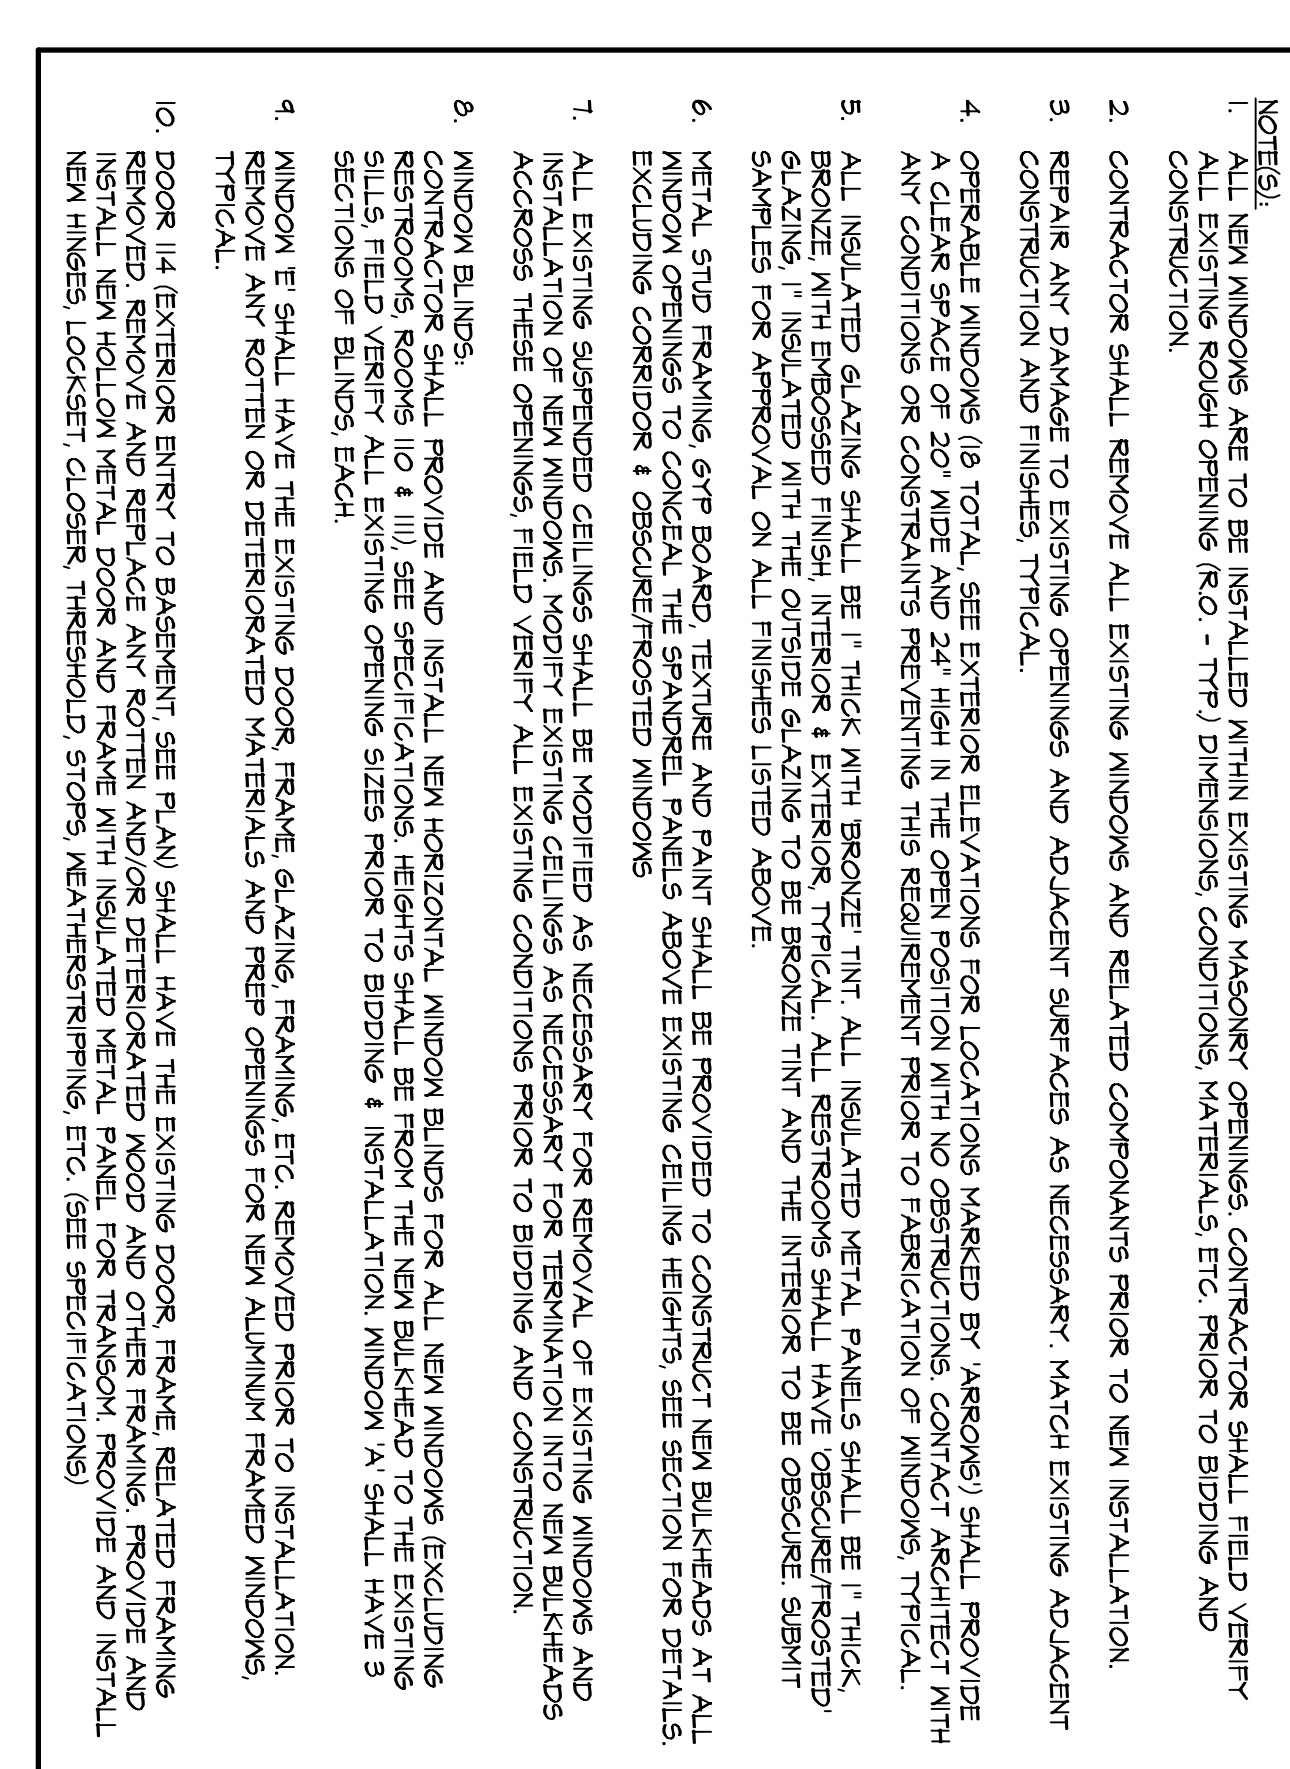 NOTE(S):
1. ALL NEW WINDOWS ARE TO BE INSTALLED WITHIN EXISTING MASONRY OPENINGS. CONTRACTOR SHALL FIELD VERIFY
ALL EXISTING ROUGH OPENING (R.O. - TYP.) DIMENSIONS, CONDITIONS, MATERIALS, ETC. PRIOR TO BIDDING AND
CONSTRUCTION.
2. CONTRACTOR SHALL REMOVE ALL EXISTING WINDOWS AND RELATED COMPONANTS PRIOR TO NEW INSTALLATION.
3. REPAIR ANY DAMAGE TO EXISTING OPENINGS AND ADJACENT SURFACES AS NECESSARY. MATCH EXISTING ADJACENT
CONSTRUCTION AND FINISHES, TYPICAL.
4. OPERABLE WINDOWS (18 TOTAL, SEE EXTERIOR ELEVATIONS FOR LOCATIONS MARKED BY 'ARROWS') SHALL PROVIDE
A CLEAR SPACE OF 20" WIDE AND 24" HIGH IN THE OPEN POSITION WITH NO OBSTRUCTIONS. CONTACT ARCHITECT WITH
ANY CONDITIONS OR CONSTRAINTS PREVENTING THIS REQUIREMENT PRIOR TO FABRICATION OF WINDOWS, TYPICAL.
5. ALL INSULATED GLAZING SHALL BE 1" THICK WITH 'BRONZE' TINT. ALL INSULATED METAL PANELS SHALL BE 1" THICK,
BRONZE, WITH EMBOSSED FINISH, INTERIOR & EXTERIOR, TYPICAL. ALL RESTROOMS SHALL HAVE 'OBSCURE/FROSTED'
GLAZING, 1" INSULATED WITH THE OUTSIDE GLAZING TO BE BRONZE TINT AND THE INTERIOR TO BE OBSCURE. SUBMIT
SAMPLES FOR APPROVAL ON ALL FINISHES LISTED ABOVE.
6. METAL STUD FRAMING, GYP BOARD, TEXTURE AND PAINT SHALL BE PROVIDED TO CONSTRUCT NEW BULKHEADS AT ALL
WINDOW OPENINGS TO CONCEAL THE SPANDREL PANELS ABOVE EXISTING CEILING HEIGHTS, SEE SECTION FOR DETAILS.
EXCLUDING CORRIDOR & OBSCURE/FROSTED WINDOWS
7. ALL EXISTING SUSPENDED CEILINGS SHALL BE MODIFIED AS NECESSARY FOR REMOVAL OF EXISTING WINDOWS AND
INSTALLATION OF NEW WINDOWS. MODIFY EXISTING CEILINGS AS NECESSARY FOR TERMINATION INTO NEW BULKHEADS
ACCROSS THESE OPENINGS, FIELD VERIFY ALL EXISTING CONDITIONS PRIOR TO BIDDING AND CONSTRUCTION.
8. WINDOW BLINDS:
CONTRACTOR SHALL PROVIDE AND INSTALL NEW HORIZONTAL WINDOW BLINDS FOR ALL NEW WINDOWS (EXCLUDING
RESTROOMS, ROOMS 110 & 111), SEE SPECIFICATIONS. HEIGHTS SHALL BE FROM THE NEW BULKHEAD TO THE EXISTING
SILLS, FIELD VERIFY ALL EXISTING OPENING SIZES PRIOR TO BIDDING & INSTALLATION. WINDOW 'A' SHALL HAVE 3
SECTIONS OF BLINDS, EACH.
9. WINDOW 'E' SHALL HAVE THE EXISTING DOOR, FRAME, GLAZING, FRAMING, ETC. REMOVED PRIOR TO INSTALLATION.
REMOVE ANY ROTTEN OR DETERIORATED MATERIALS AND PREP OPENINGS FOR NEW ALUMINUM FRAMED WINDOWS,
TYPICAL.
10. DOOR 114 (EXTERIOR ENTRY TO BASEMENT, SEE PLAN) SHALL HAVE THE EXISTING DOOR, FRAME, RELATED FRAMING
REMOVED. REMOVE AND REPLACE ANY ROTTEN AND/OR DETERIORATED WOOD AND OTHER FRAMING. PROVIDE AND
INSTALL NEW HOLLOW METAL DOOR AND FRAME WITH INSULATED METAL PANEL FOR TRANSOM. PROVIDE AND INSTALL
NEW HINGES, LOCKSET, CLOSER, THRESHOLD, STOPS, WEATHERSTRIPPING, ETC. (SEE SPECIFICATIONS)